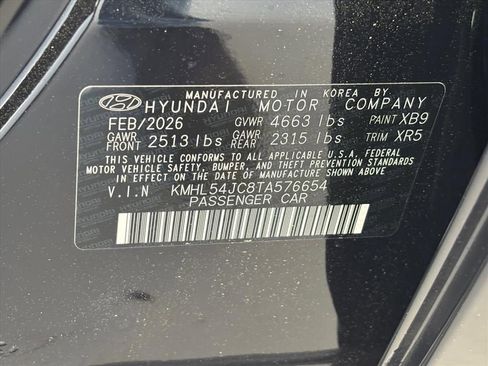 MANUFACTURED IN KOREA BY
HYUNDAI MOTOR COMPANY
FEB/2026 GVWR 4663 lbs PAINT XB9
GAWR FRONT 2513 lbs GAWR REAR 2315 lbs TRIM XR5
THIS VEHICLE CONFORMS TO ALL APPLICABLE U.S.A. FEDERAL
MOTOR VEHICLE SAFETY, BUMPER, AND THEFT PREVENTION STANDARDS
IN EFFECT ON THE DATE OF MANUFACTURE SHOWN ABOVE.
V.I.N KMHL54JC8TA576654
PASSENGER CAR